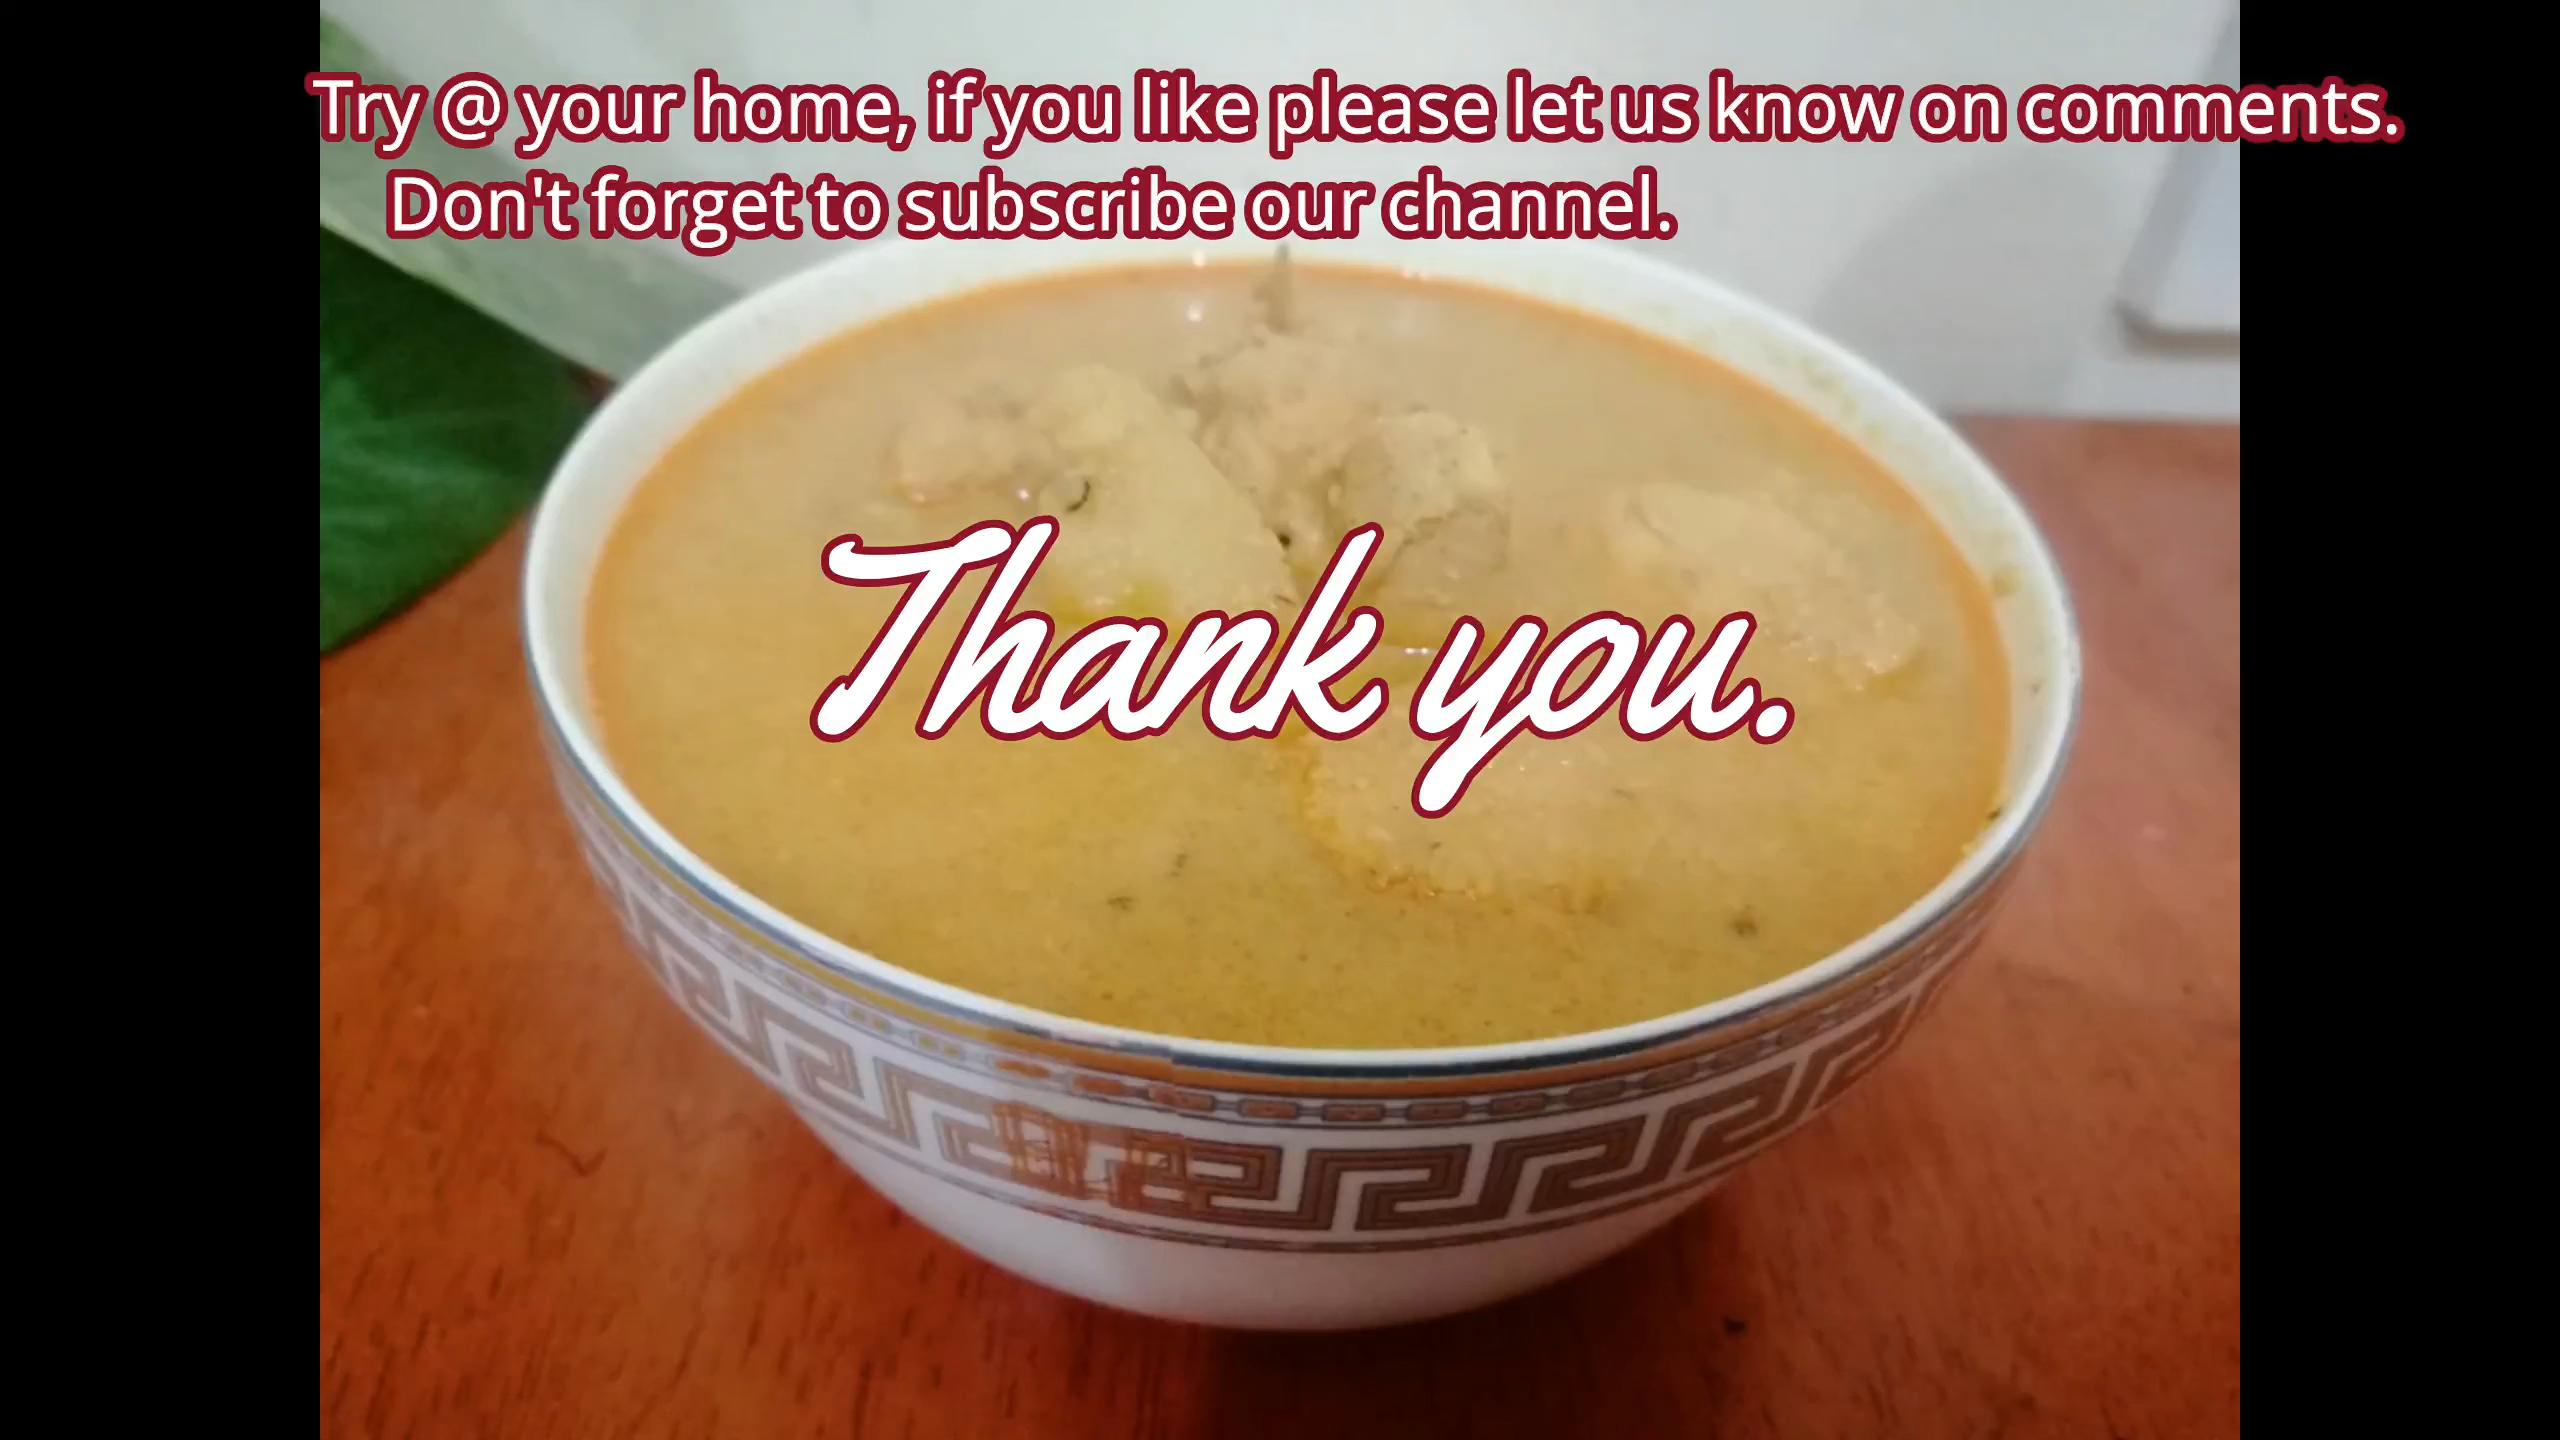 Try @ your home, if you like please let us know on comments.
Don't forget to subscribe our channel.
Thank you.